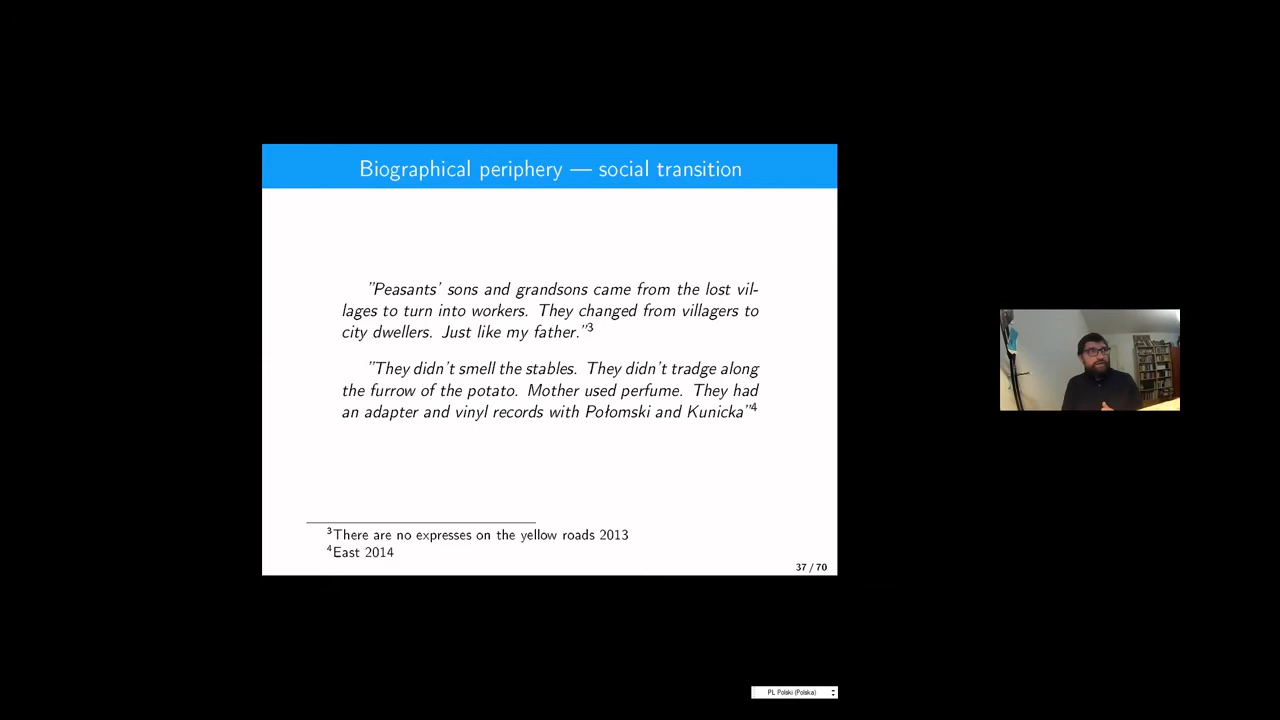 Biographical periphery — social transition
"Peasants' sons and grandsons came from the lost vil-
lages to turn into workers. They changed from villagers to
city dwellers. Just like my father."3
"They didn't smell the stables. They didn't tradge along
the furrow of the potato. Mother used perfume. They had
an adapter and vinyl records with Połomski and Kunicka"4
3There are no expresses on the yellow roads 2013
4East 2014
37 / 70
PL Polski (Polska)